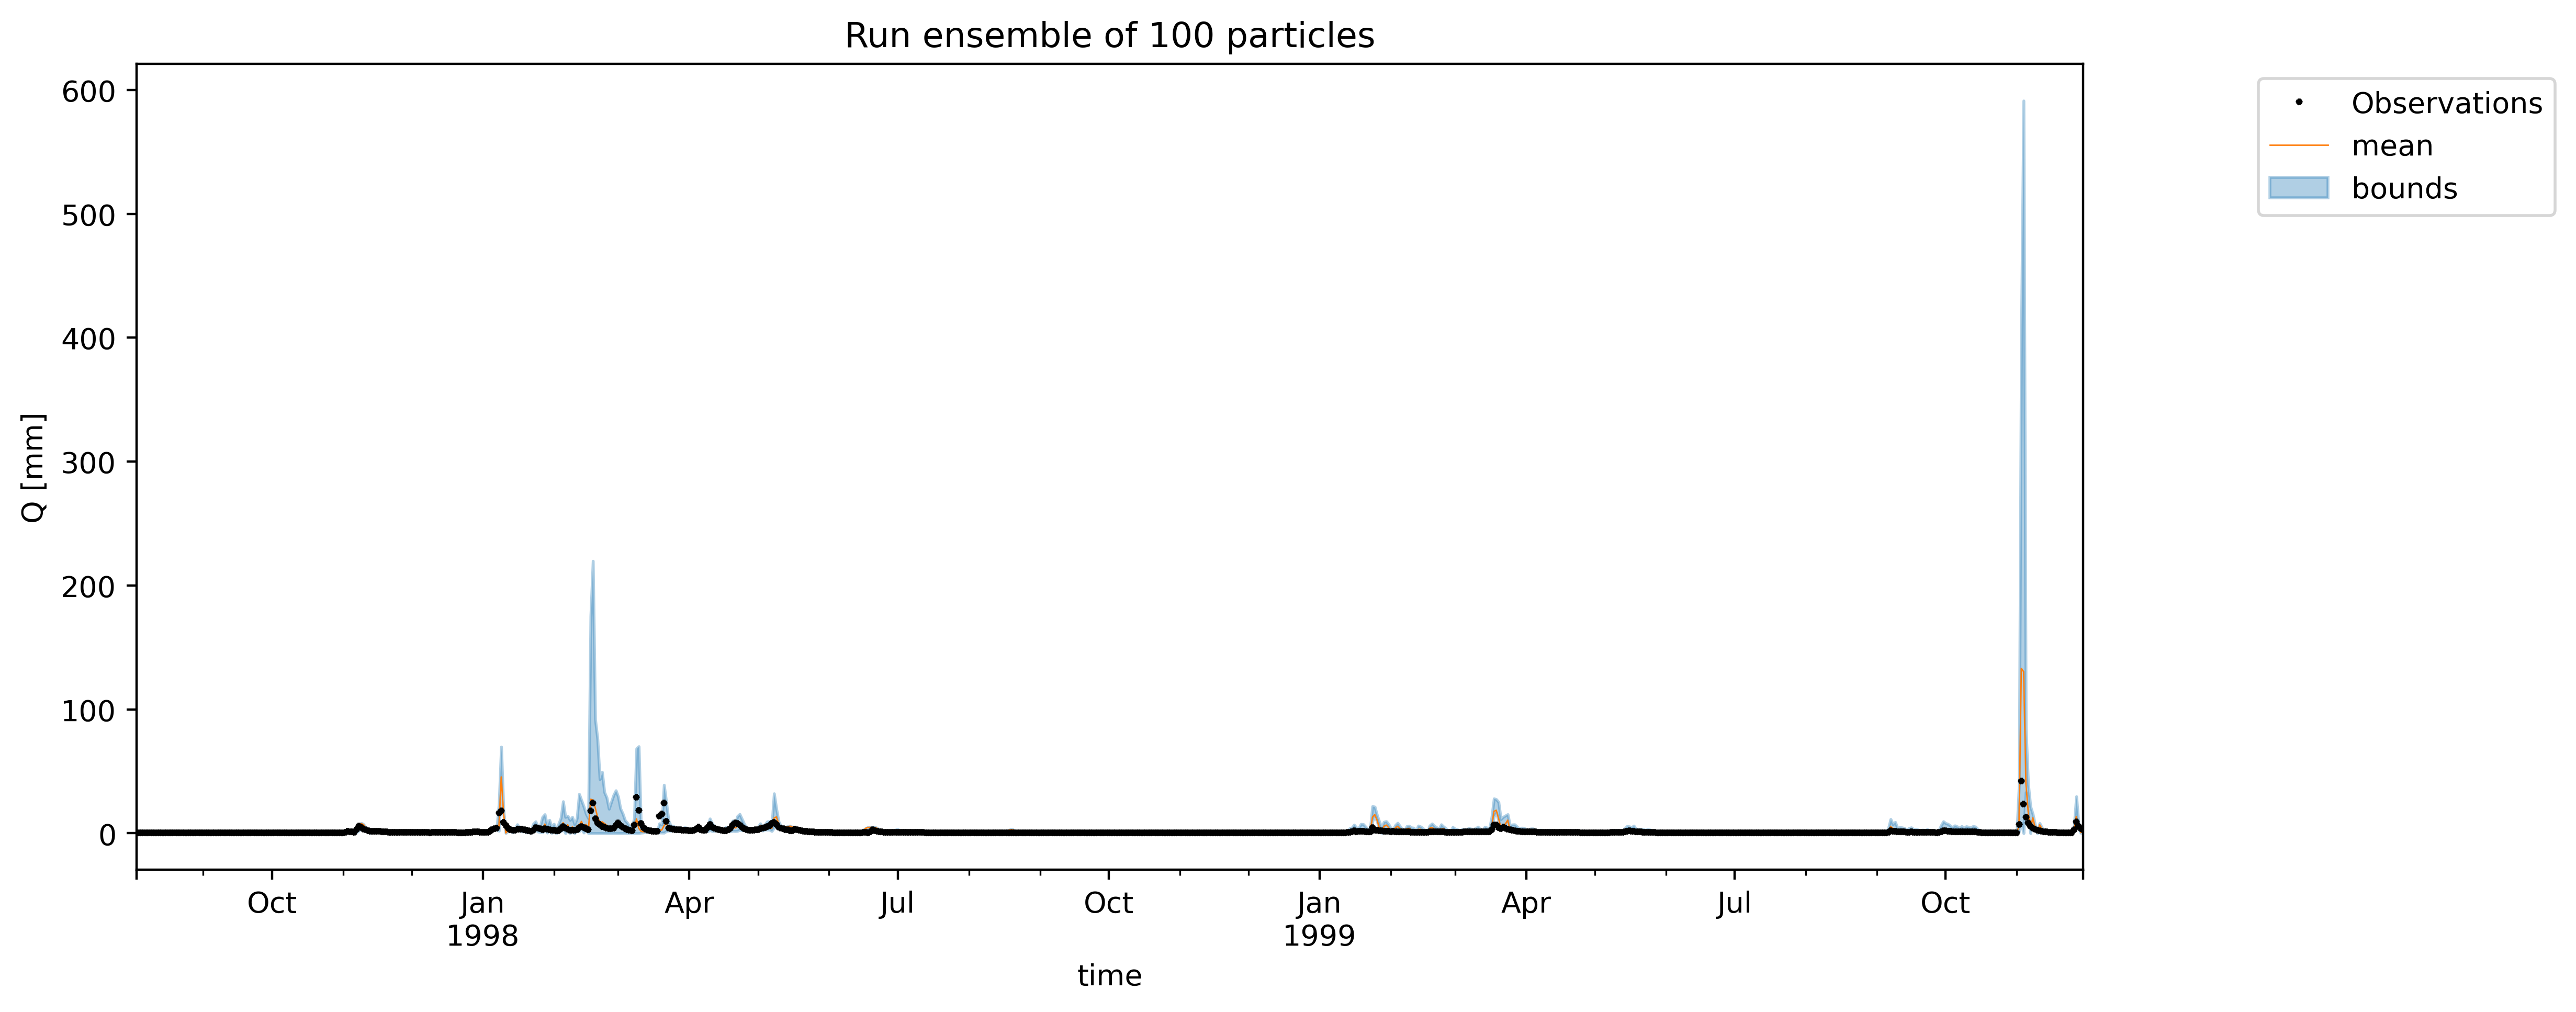 Run ensemble of 100 particles
600
500
400
300
200
100
0
Q [mm]
Oct
Jan
1998
Apr
Jul
Oct
Jan
1999
Apr
Jul
Oct
time
Observations
mean
bounds